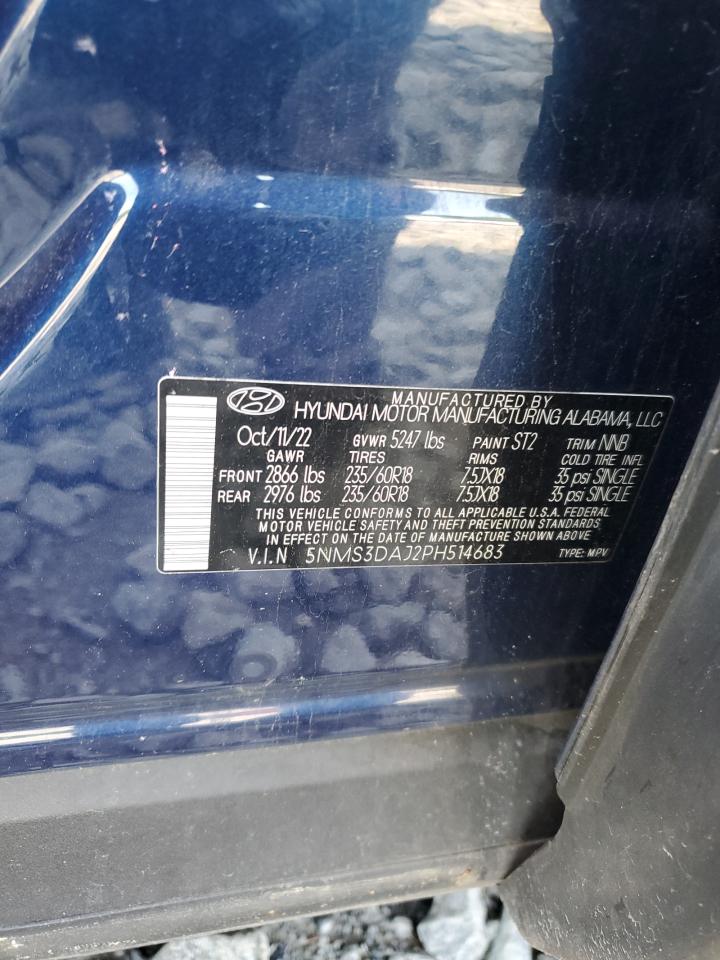 MANUFACTURED BY
HYUNDAI MOTOR MANUFACTURING ALABAMA, LLC
Oct/11/22 GVWR 5247 lbs PAINT ST2 TRIM NNB
GAWR TIRES RIMS COLD TIRE INFL
FRONT 2866 lbs 235/60R18 7.5JX18 35 psi SINGLE
REAR 2976 lbs 235/60R18 7.5JX18 35 psi SINGLE
THIS VEHICLE CONFORMS TO ALL APPLICABLE U.S.A. FEDERAL
MOTOR VEHICLE SAFETY AND THEFT PREVENTION STANDARDS
IN EFFECT ON THE DATE OF MANUFACTURE SHOWN ABOVE.
V.I.N 5NMS3DAJ2PH514683 TYPE: MPV